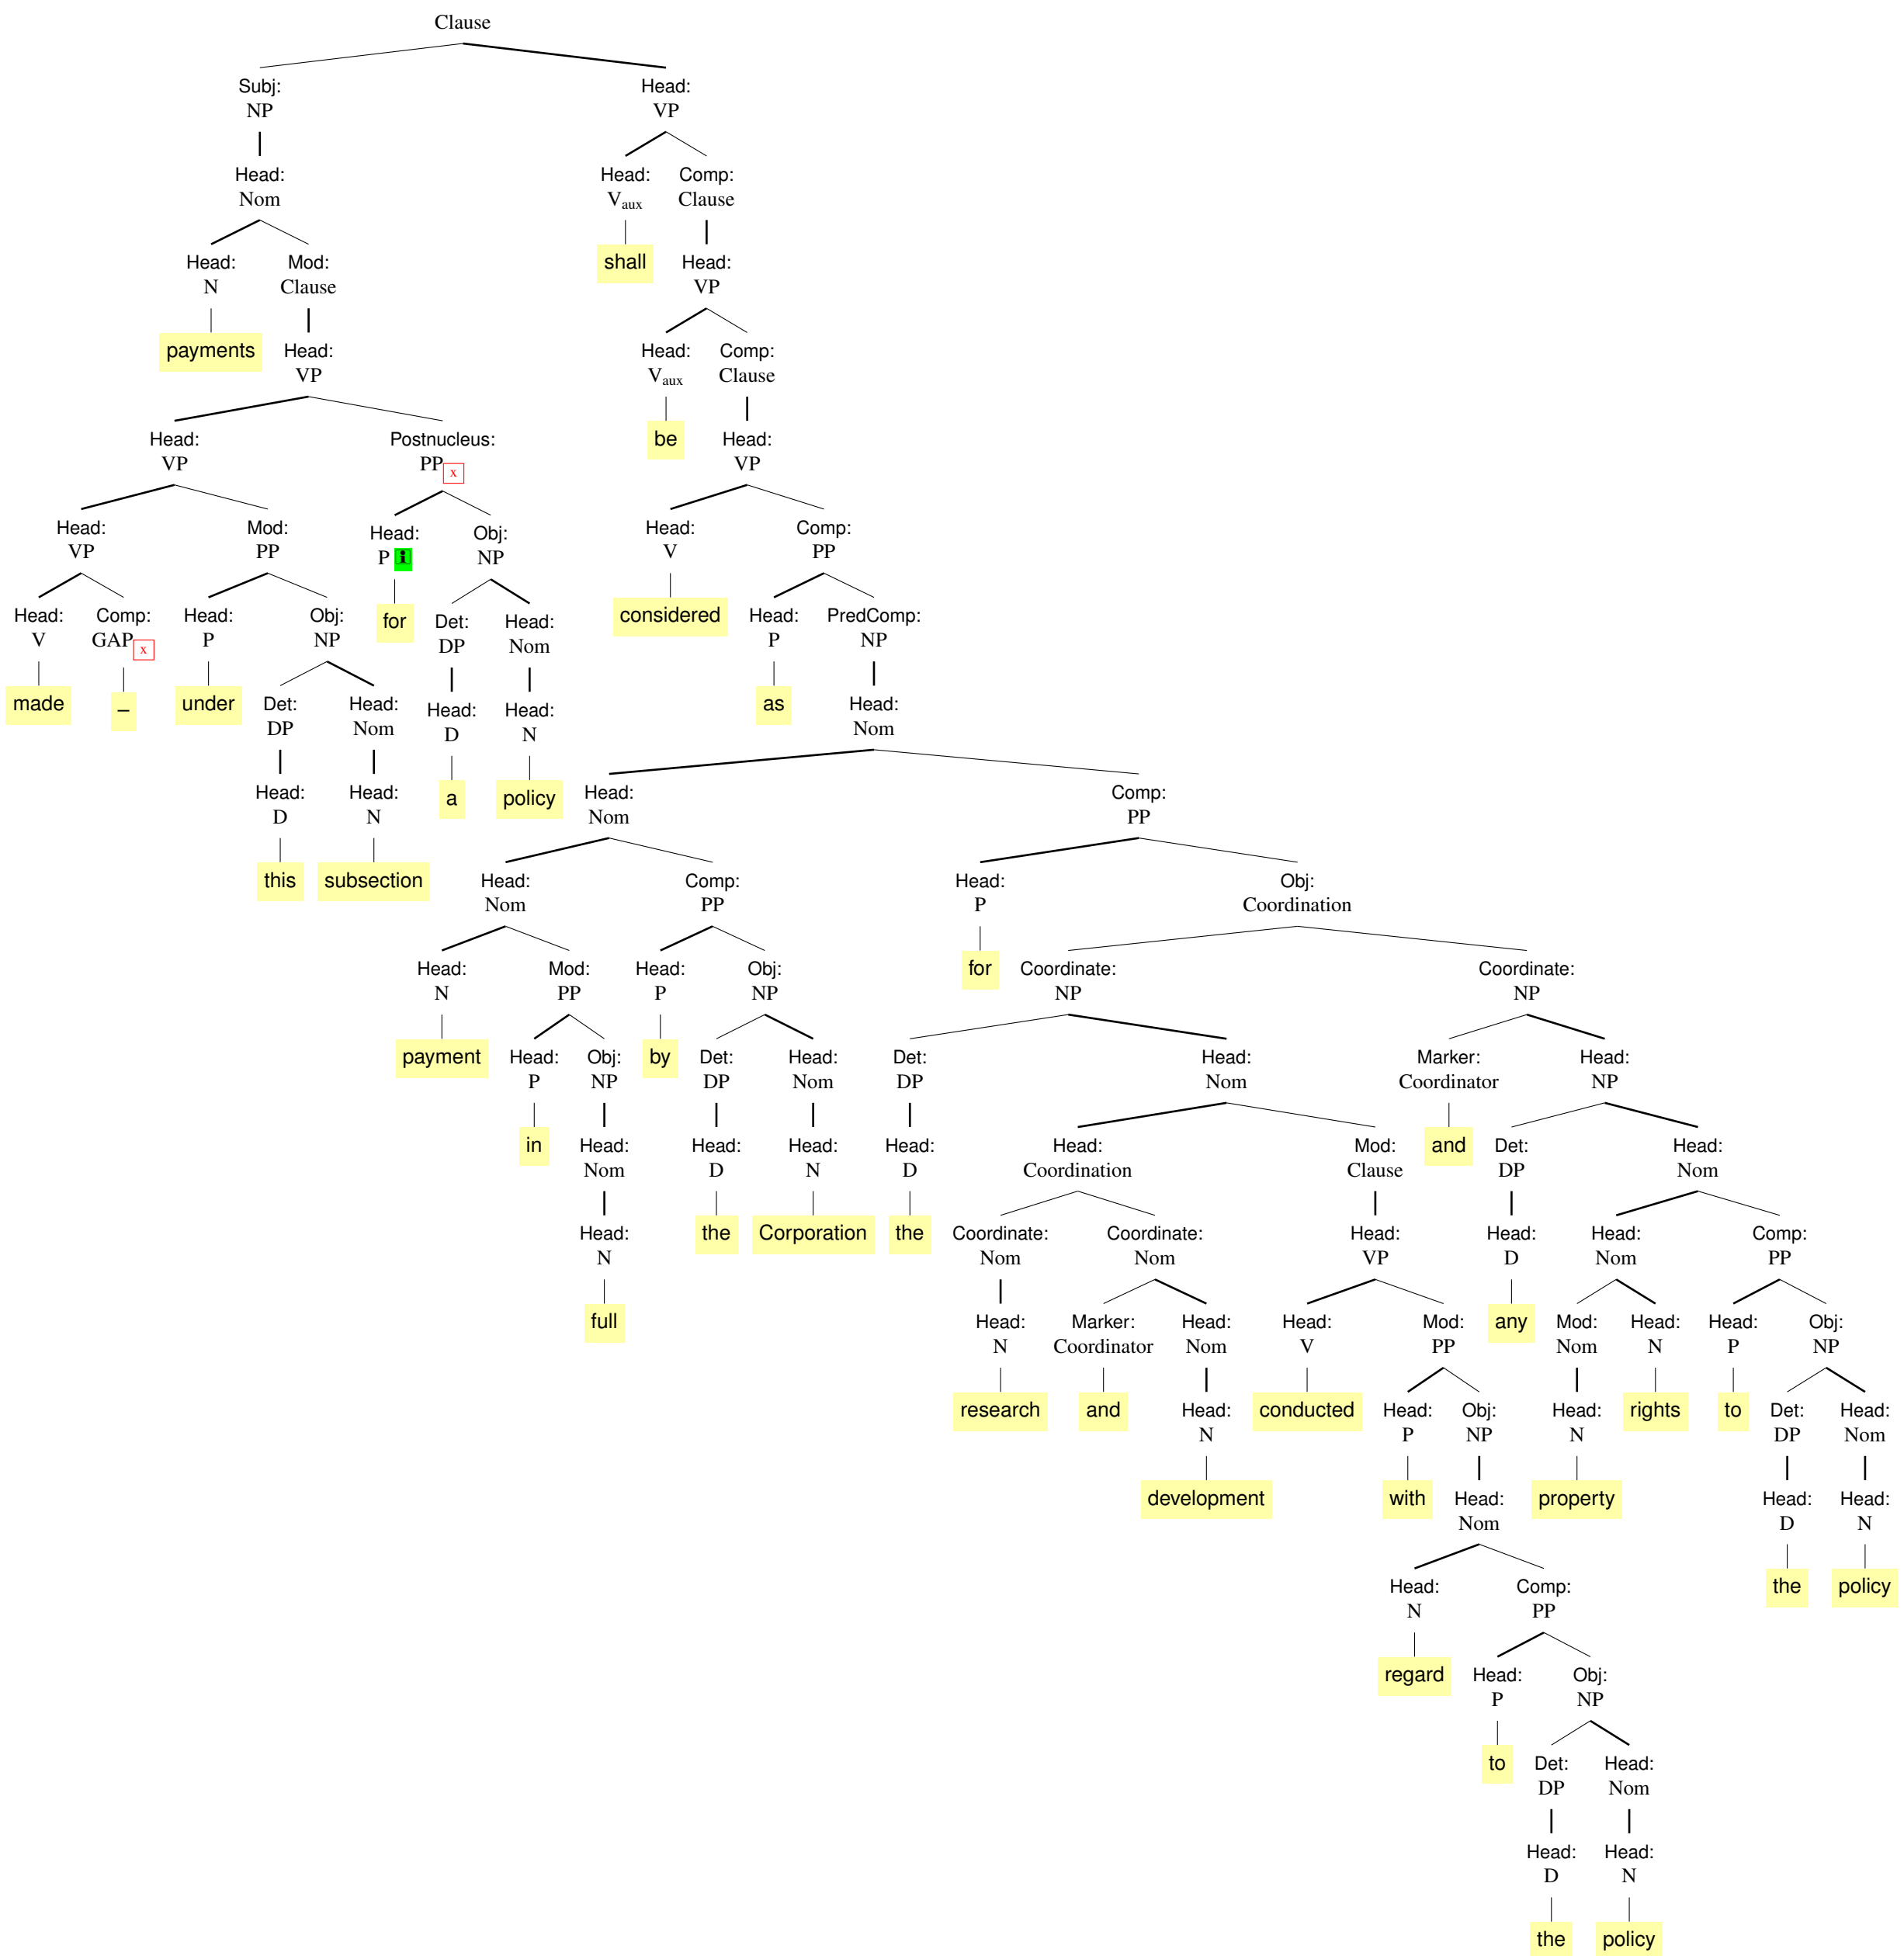 Clause
Subj: Head:
NP VP
Head: Head: Comp:
Nom Vaux Clause
Head: Mod: shall Head:
N Clause VP
payments Head: Head: Comp:
VP Vaux Clause
Head: Postnucleus: be Head:
VP PP x VP
Head: Mod: Head: Obj: Head: Comp:
VP PP P i NP V PP
Head: Comp: Head: Obj: for Det: Head: considered Head: PredComp:
V GAP x P NP DP Nom P NP
made – under Det: Head: Head: Head: as Head:
DP Nom D N Nom
Head: Head: a policy Head: Comp:
D N Nom PP
this subsection Head: Comp: Head: Obj:
Nom PP P Coordination
Head: Mod: Head: Obj: for Coordinate: Coordinate:
N PP P NP NP NP
payment Head: Obj: by Det: Head: Det: Head: Marker: Head:
P NP DP Nom DP Nom Coordinator NP
in Head: Head: Head: Head: Head: Mod: and Det: Head:
Nom D N D Coordination Clause DP Nom
Head: the Corporation the Coordinate: Coordinate: Head: Head: Head: Comp:
N Nom Nom VP D Nom PP
full Head: Marker: Head: Head: Mod: any Mod: Head: Head: Obj:
N Coordinator Nom V PP Nom N P NP
research and Head: conducted Head: Obj: Head: rights to Det: Head:
N P NP N DP Nom
development with Head: property Head: Head:
Nom D N
Head: Comp: the policy
N PP
regard Head: Obj:
P NP
to Det: Head:
DP Nom
Head: Head:
D N
the policy